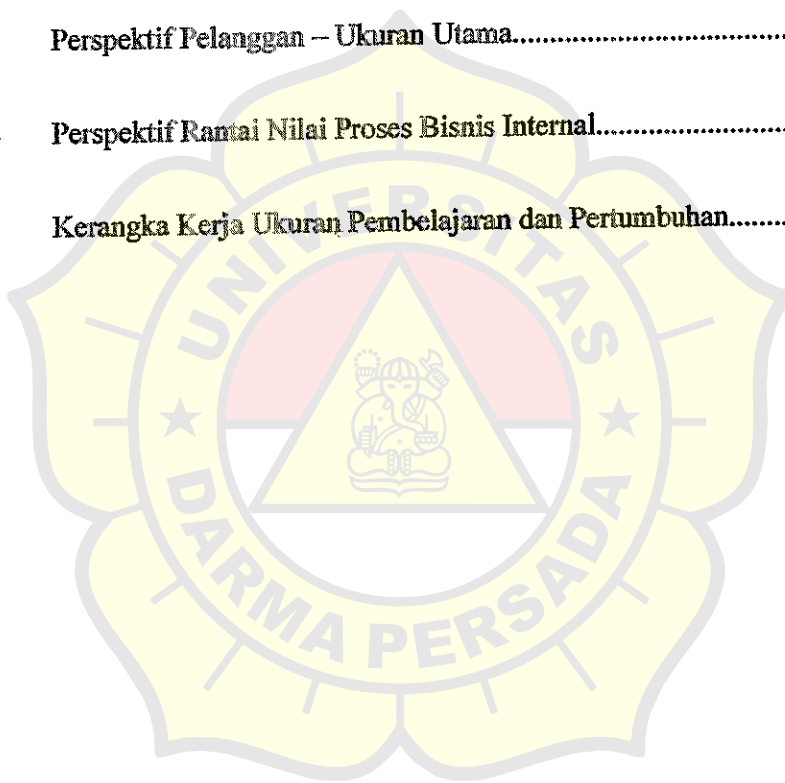 Perspektif Pelanggan – Ukuran Utama....................................
Perspektif Rantai Nilai Proses Bisnis Internal.........................
Kerangka Kerja Ukuran Pembelajaran dan Pertumbuhan........
UNIVERSITAS
DARMA PERSADA